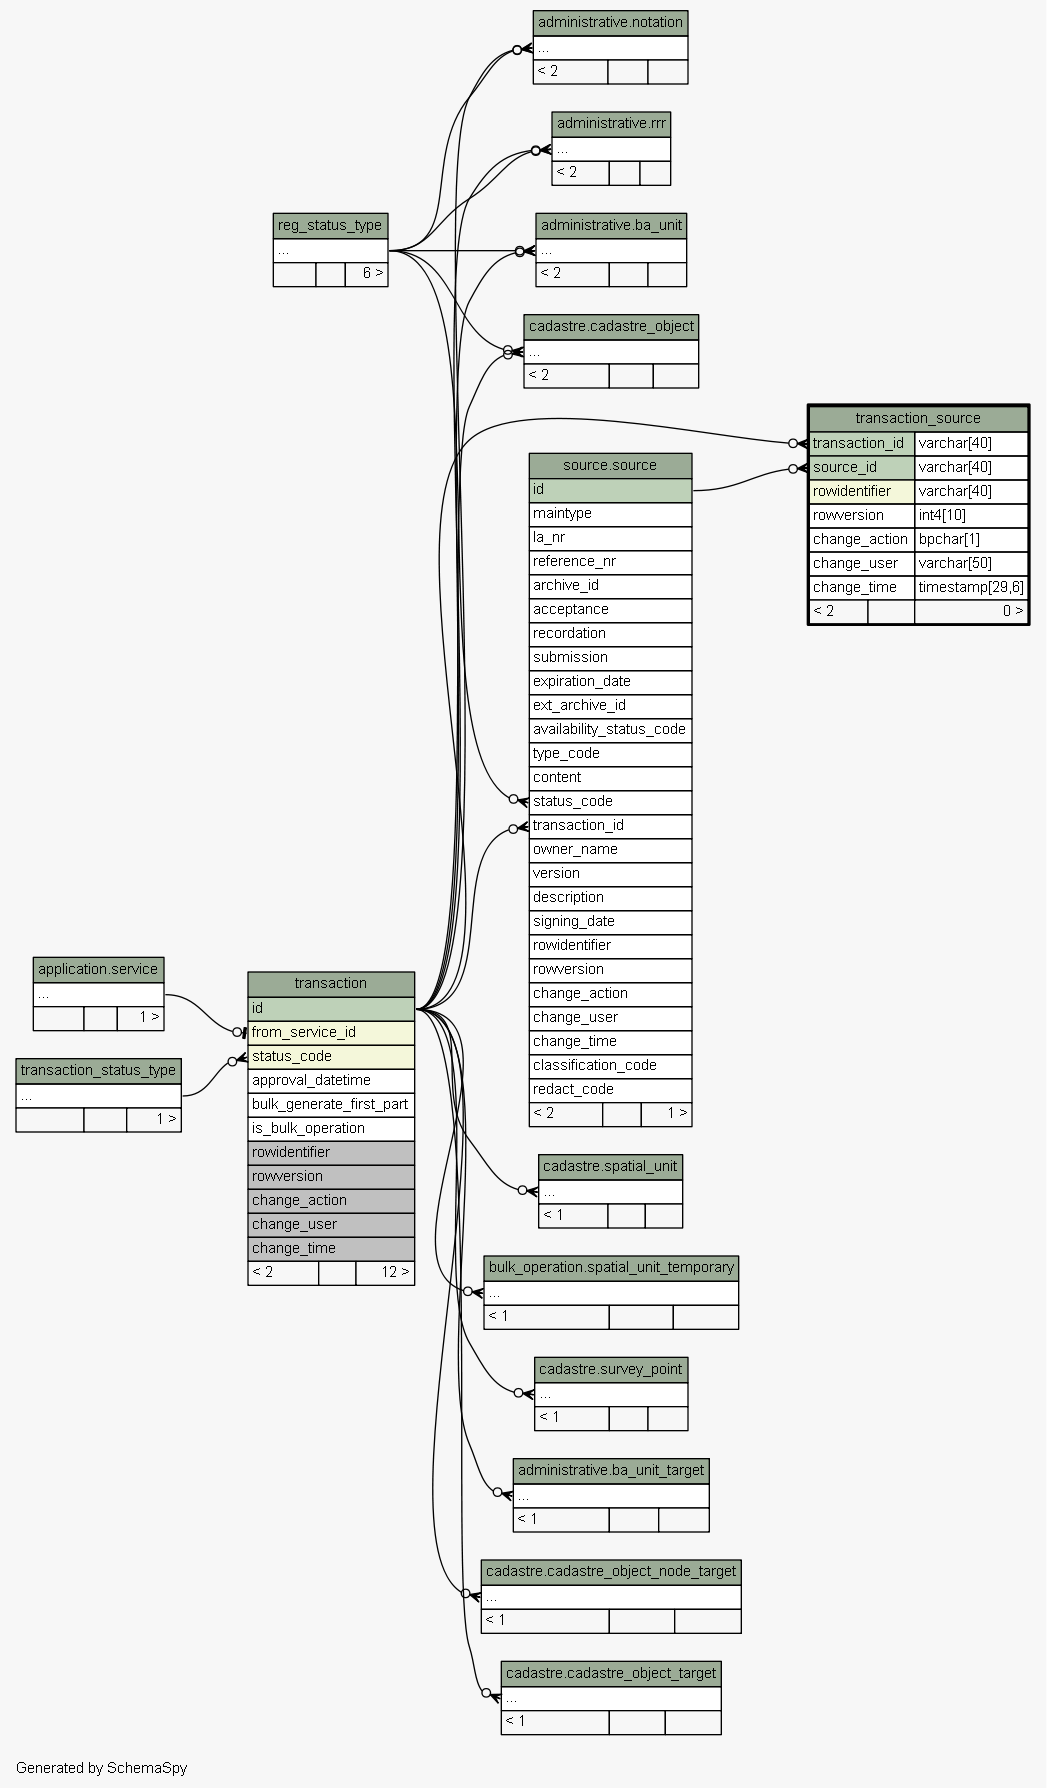 administrative.notation
...
< 2
administrative.rrr
...
< 2
reg_status_type
...
6 >
administrative.ba_unit
...
< 2
cadastre.cadastre_object
...
< 2
transaction_source
transaction_id varchar[40]
source_id varchar[40]
rowidentifier varchar[40]
rowversion int4[10]
change_action bpchar[1]
change_user varchar[50]
change_time timestamp[29,6]
< 2 0 >
source.source
id
maintype
la_nr
reference_nr
archive_id
acceptance
recordation
submission
expiration_date
ext_archive_id
availability_status_code
type_code
content
status_code
transaction_id
owner_name
version
description
signing_date
rowidentifier
rowversion
change_action
change_user
change_time
classification_code
redact_code
< 2 1 >
application.service
...
1 >
transaction_status_type
...
1 >
transaction
id
from_service_id
status_code
approval_datetime
bulk_generate_first_part
is_bulk_operation
rowidentifier
rowversion
change_action
change_user
change_time
< 2 12 >
cadastre.spatial_unit
...
< 1
bulk_operation.spatial_unit_temporary
...
< 1
cadastre.survey_point
...
< 1
administrative.ba_unit_target
...
< 1
cadastre.cadastre_object_node_target
...
< 1
cadastre.cadastre_object_target
...
< 1
Generated by SchemaSpy